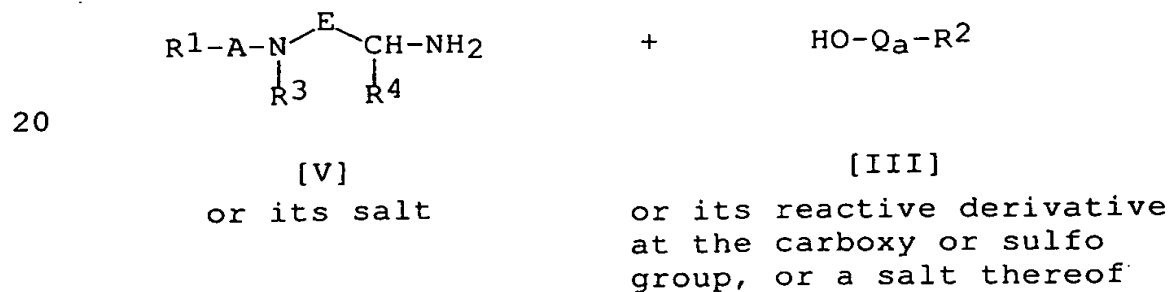 E
R¹-A-N CH-NH₂ + HO-Qₐ-R²
R³ R⁴
20
[V] [III]
or its salt or its reactive derivative
at the carboxy or sulfo
group, or a salt thereof